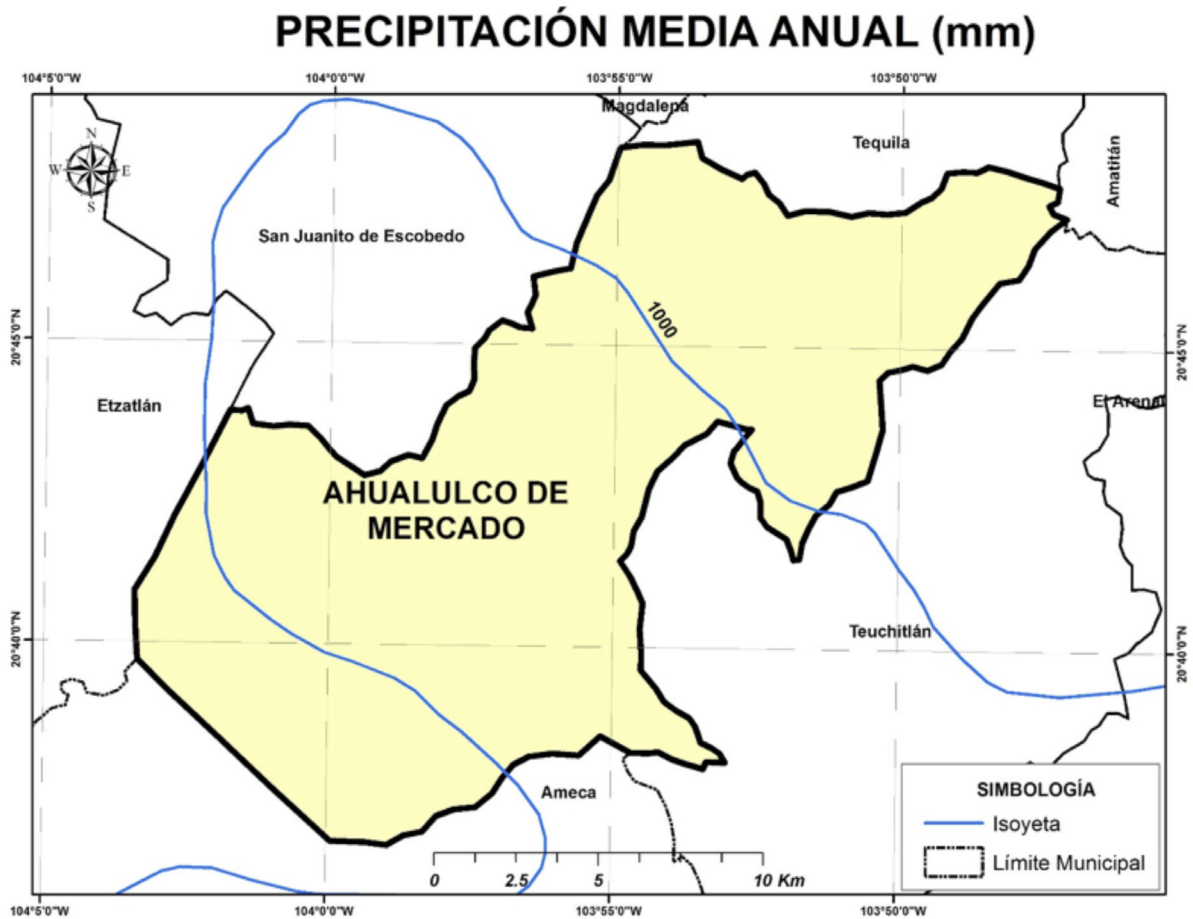 PRECIPITACIÓN MEDIA ANUAL (mm)
104°5'0"W 104°0'0"W 103°55'0"W 103°50'0"W
Magdalena
Tequila
Amatitán
N
W E
S
San Juanito de Escobedo
1000
20°45'0"N 20°45'0"N
Etzatlán
El Arenal
AHUALULCO DE
MERCADO
Teuchitlán
20°40'0"N 20°40'0"N
Ameca
SIMBOLOGÍA
Isoyeta
Límite Municipal
0 2.5 5 10 Km
104°5'0"W 104°0'0"W 103°55'0"W 103°50'0"W